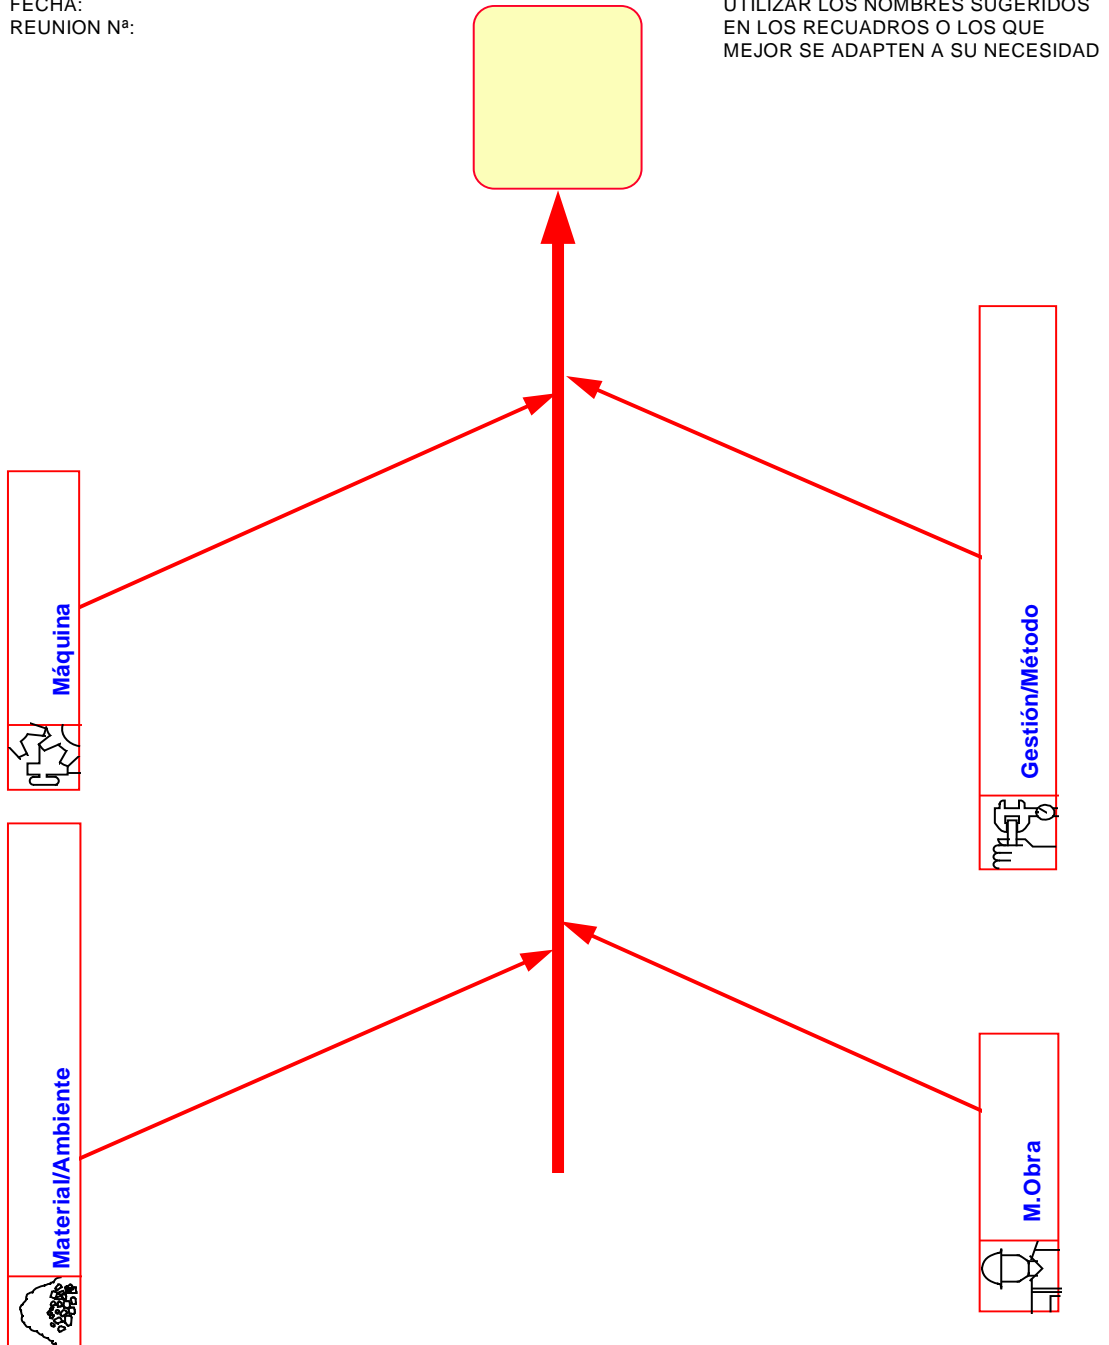 FECHA:
REUNION Nª:
UTILIZAR LOS NOMBRES SUGERIDOS
EN LOS RECUADROS O LOS QUE
MEJOR SE ADAPTEN A SU NECESIDAD
Máquina
Gestión/Método
Material/Ambiente
M.Obra